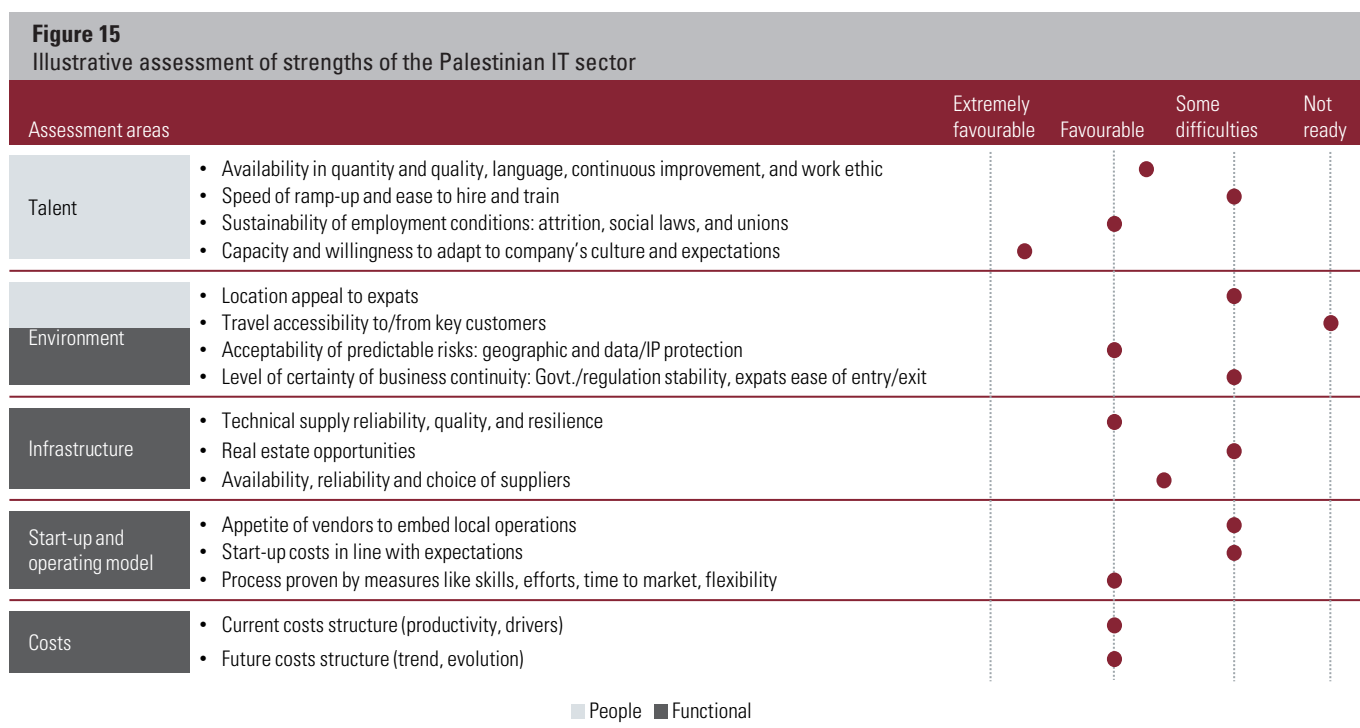 Figure 15
Illustrative assessment of strengths of the Palestinian IT sector
Assessment areas
Extremely favourable
Favourable
Some difficulties
Not ready
Talent
• Availability in quantity and quality, language, continuous improvement, and work ethic
• Speed of ramp-up and ease to hire and train
• Sustainability of employment conditions: attrition, social laws, and unions
• Capacity and willingness to adapt to company's culture and expectations
Environment
• Location appeal to expats
• Travel accessibility to/from key customers
• Acceptability of predictable risks: geographic and data/IP protection
• Level of certainty of business continuity: Govt./regulation stability, expats ease of entry/exit
Infrastructure
• Technical supply reliability, quality, and resilience
• Real estate opportunities
• Availability, reliability and choice of suppliers
Start-up and
operating model
• Appetite of vendors to embed local operations
• Start-up costs in line with expectations
• Process proven by measures like skills, efforts, time to market, flexibility
Costs
• Current costs structure (productivity, drivers)
• Future costs structure (trend, evolution)
People Functional